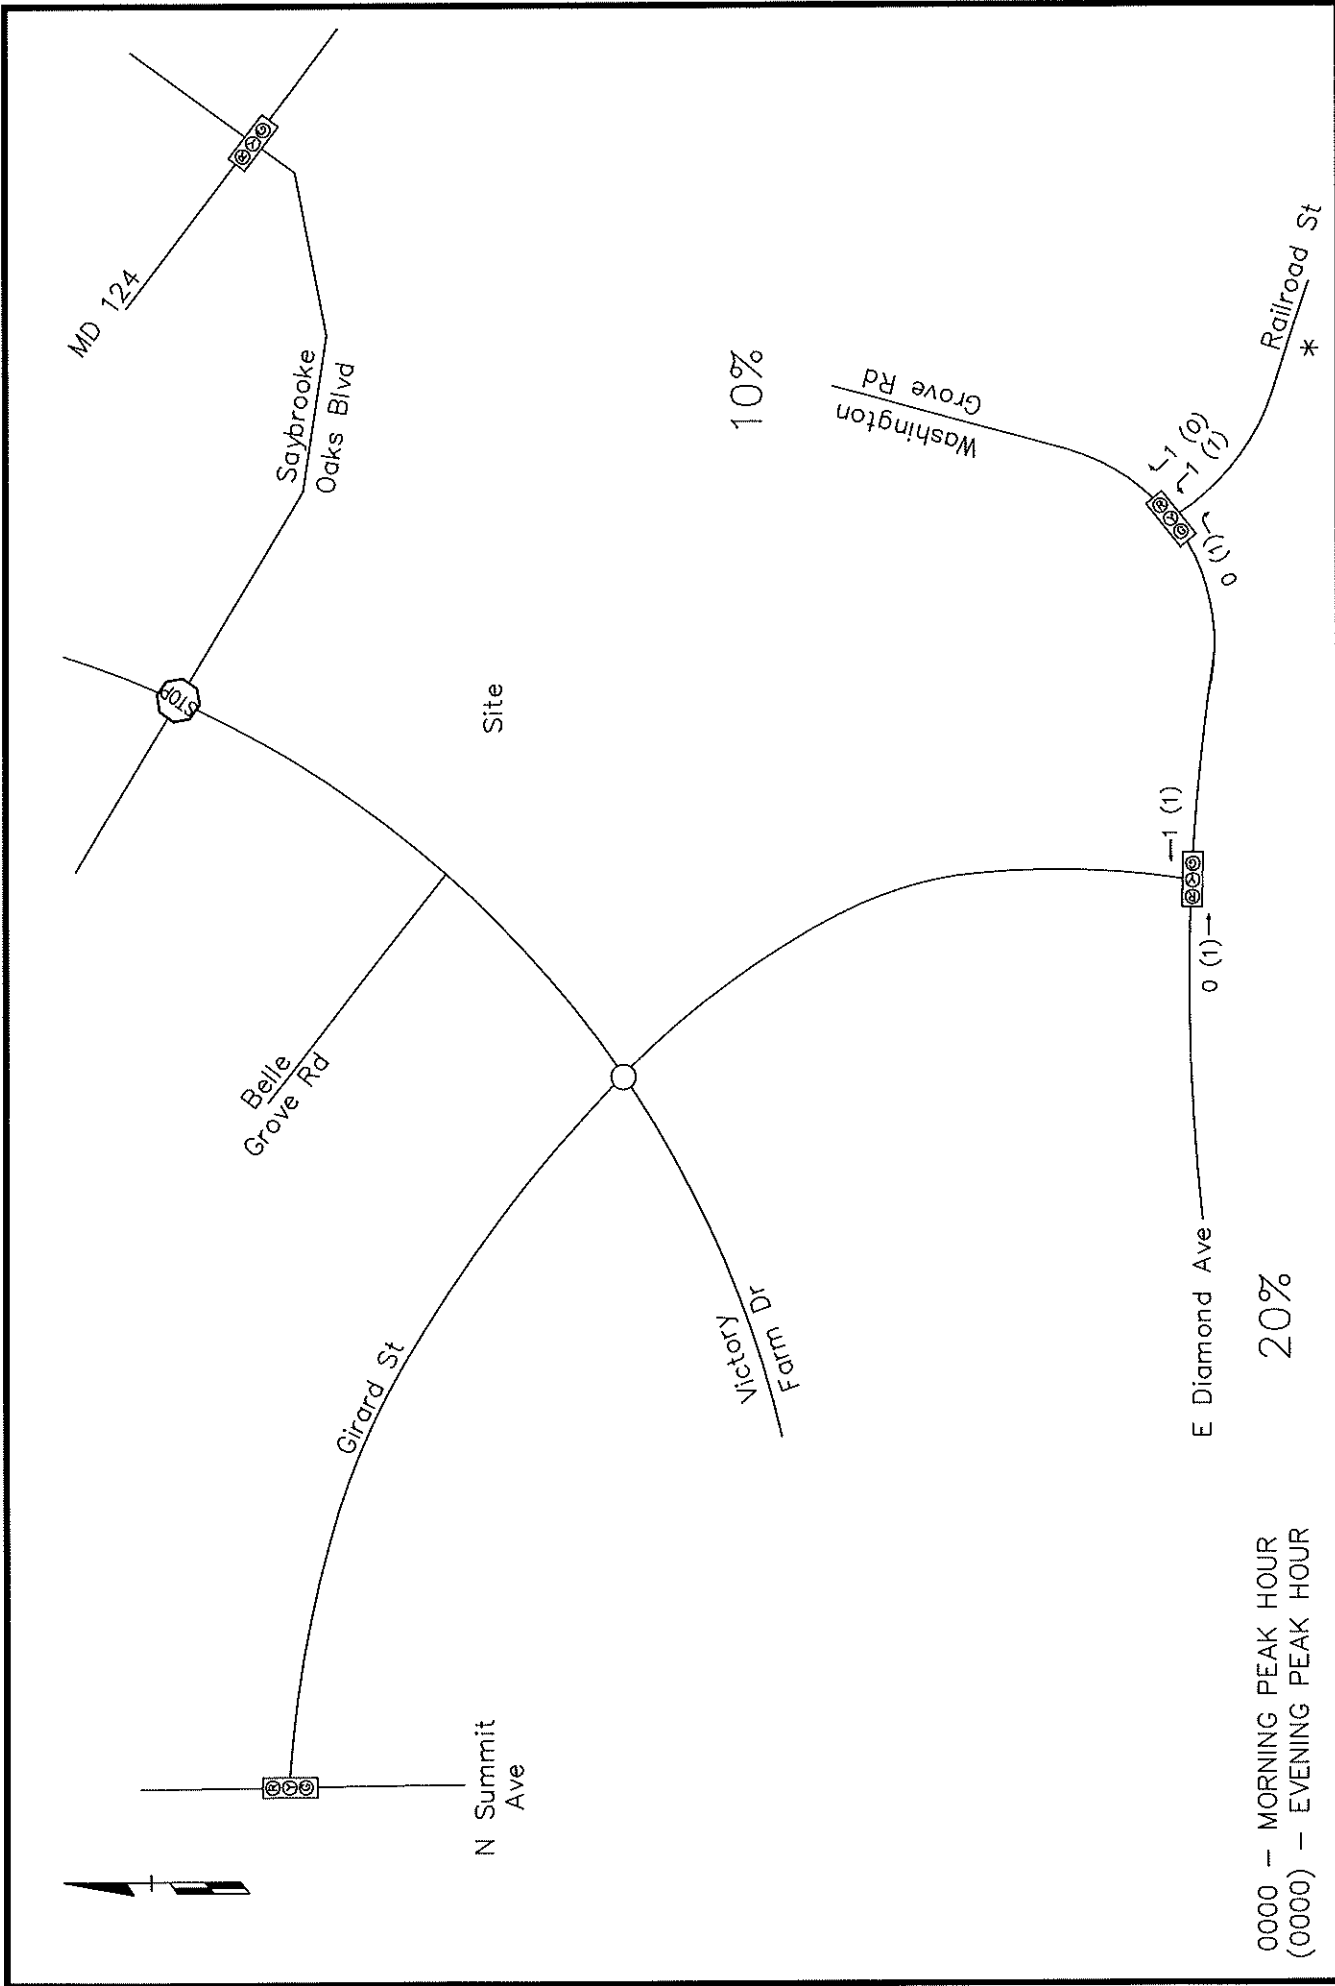 MD 124
Saybrooke
Oaks Blvd
STOP
Belle
Grove Rd
Site
10%
Washington
Grove Rd
Girard St
N Summit
Ave
R
Y
G
R
Y
G
Victory
Farm Dr
1 (0)
1 (1)
0 (1)
R
Y
G
Railroad St
*
1 (1)
0 (1)
R
Y
G
E Diamond Ave
20%
0000 – MORNING PEAK HOUR
(0000) – EVENING PEAK HOUR